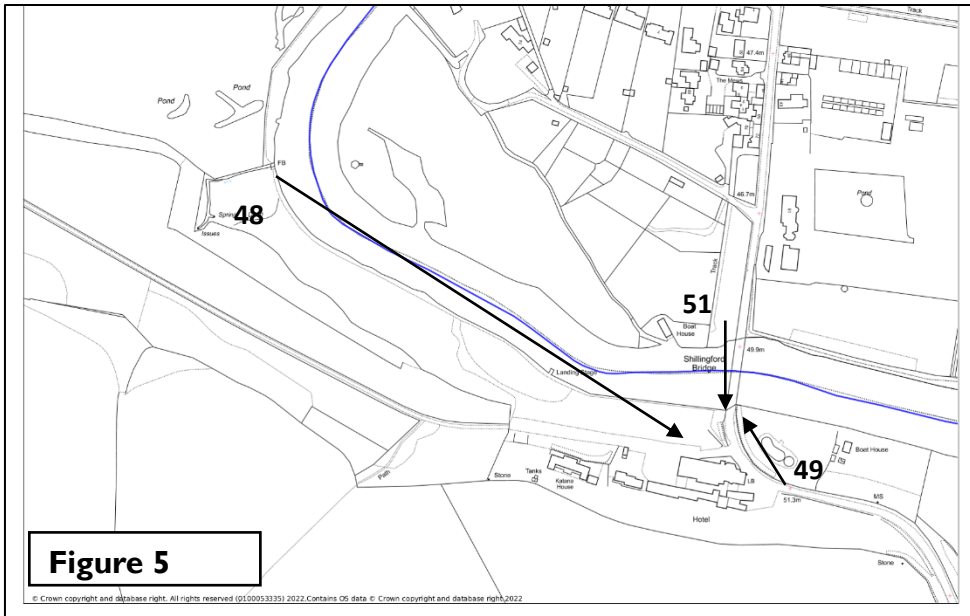 Track
47.4m
The Mews
Pond
Pond
FB
Spring
48
Issues
46.7m
Pond
Track
51
Boat
House
49.9m
Shillingford
Bridge
Landing Stage
Path
Stone
Tanks
Katana
House
LB
Hotel
49
Boat House
MS
51.3m
Stone
Figure 5
© Crown copyright and database right. All rights reserved (0100053335) 2022.Contains OS data © Crown copyright and database right 2022